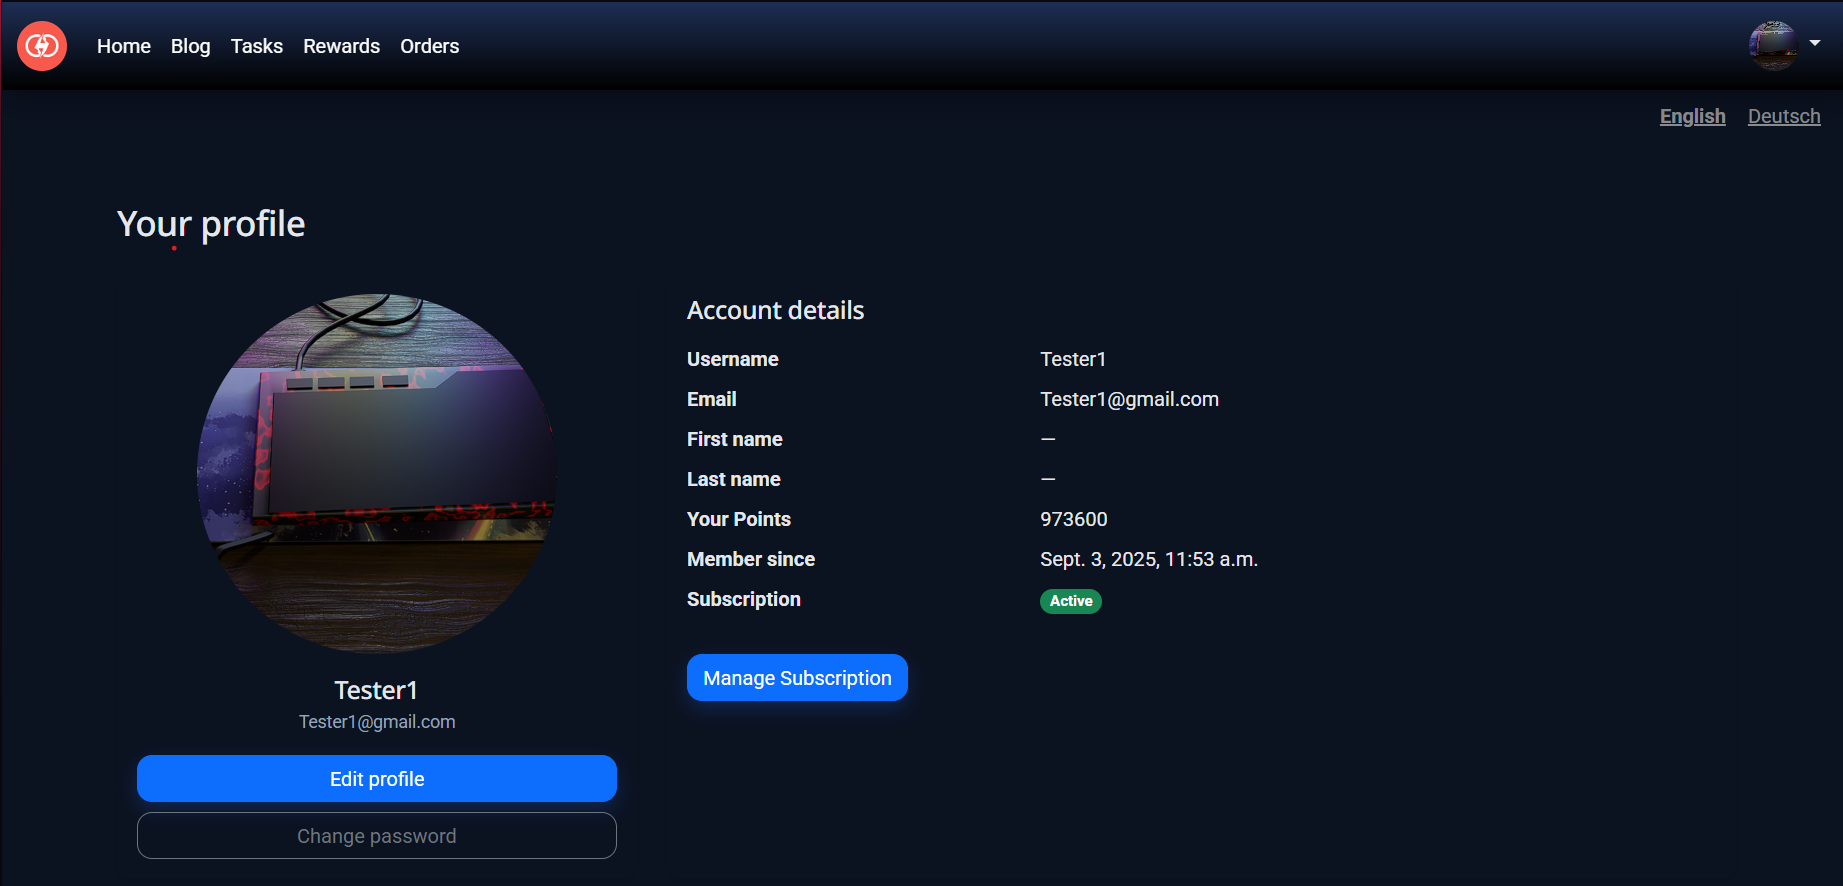 Home Blog Tasks Rewards Orders
English Deutsch
Your profile
Tester1
Tester1@gmail.com
Edit profile
Change password
Account details
Username Tester1
Email Tester1@gmail.com
First name —
Last name —
Your Points 973600
Member since Sept. 3, 2025, 11:53 a.m.
Subscription Active
Manage Subscription